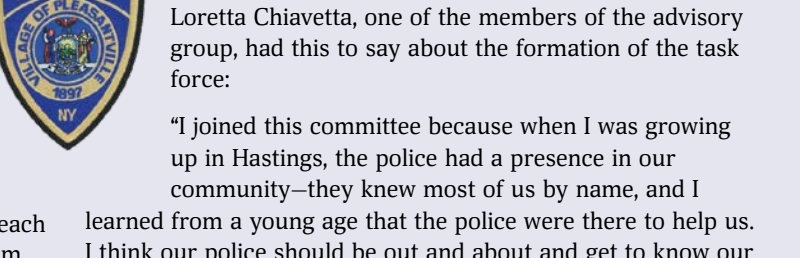 VILLAGE OF PLEASANTVILLE
1897
NY
Loretta Chiavetta, one of the members of the advisory
group, had this to say about the formation of the task
force:
“I joined this committee because when I was growing
up in Hastings, the police had a presence in our
community—they knew most of us by name, and I
each
learned from a young age that the police were there to help us.
I think our police should be out and about and get to know our